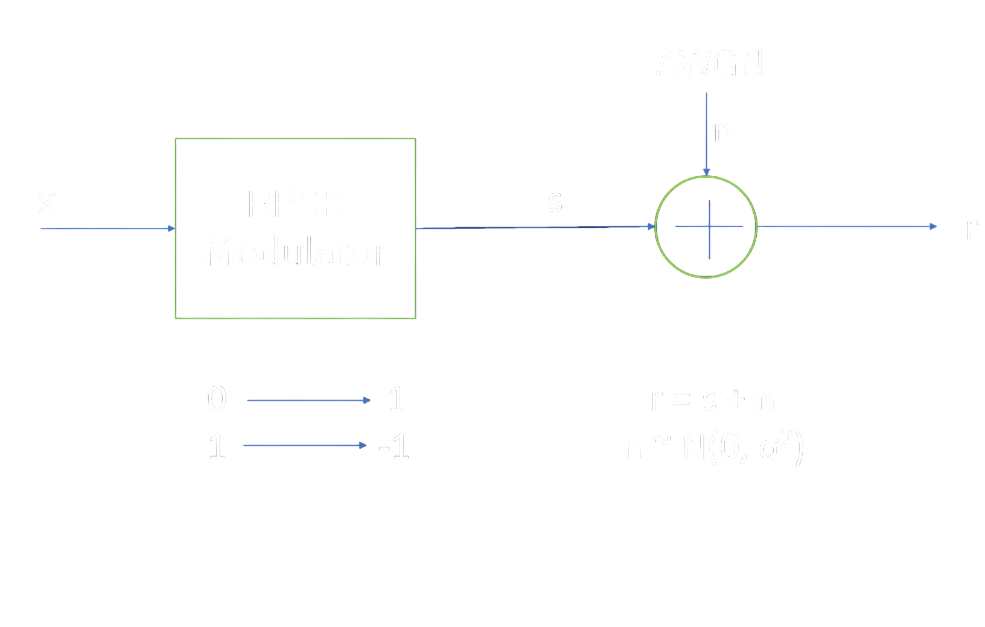 AWGN
n
x
BPSK
Modulator
s
r
0 1
1 -1
r = s + n
n ~ N(0, σ²)